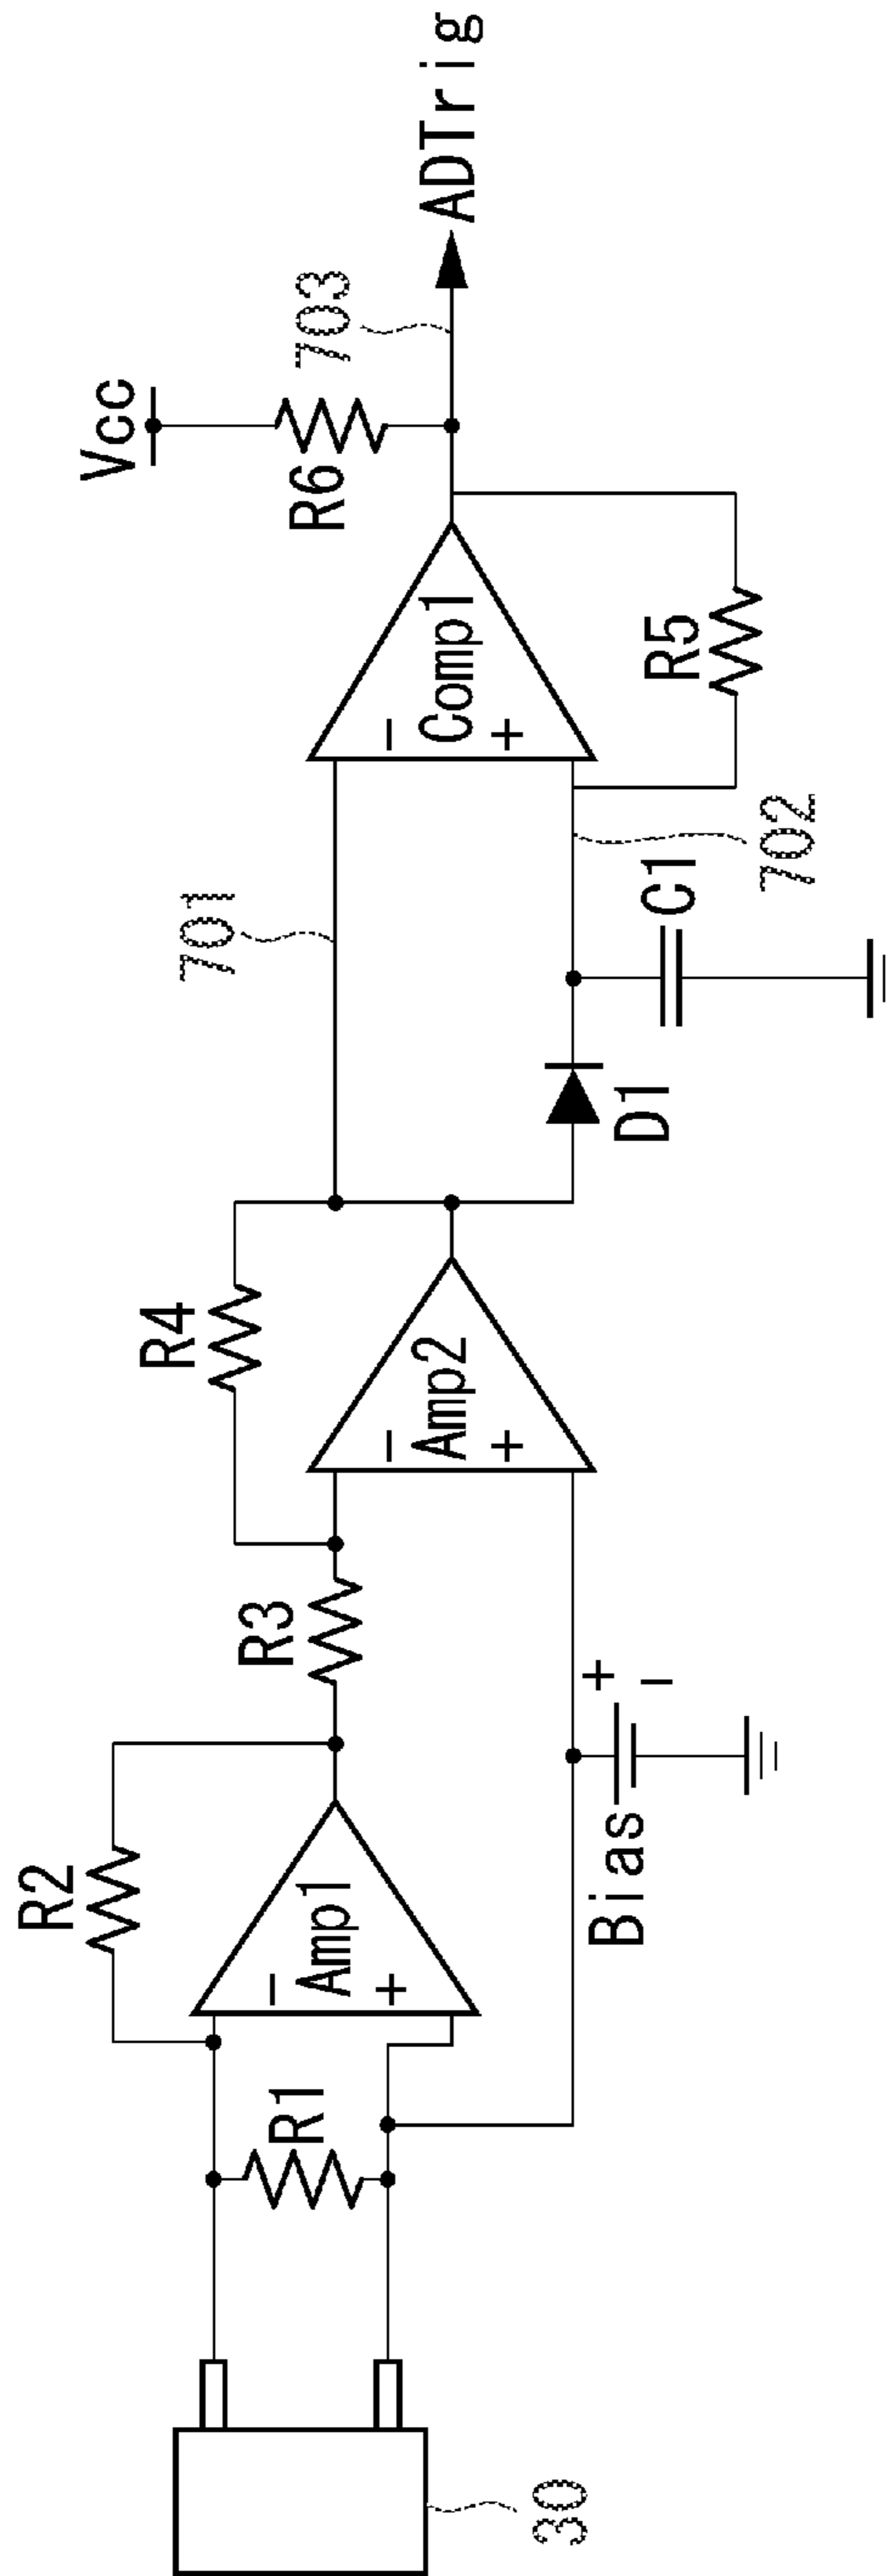 30
R1
R2
−
Amp1
+
Bias
+
−
R3
R4
−
Amp2
+
D1
C1
701
702
−
Comp1
+
R5
R6
Vcc
703
ADTrig